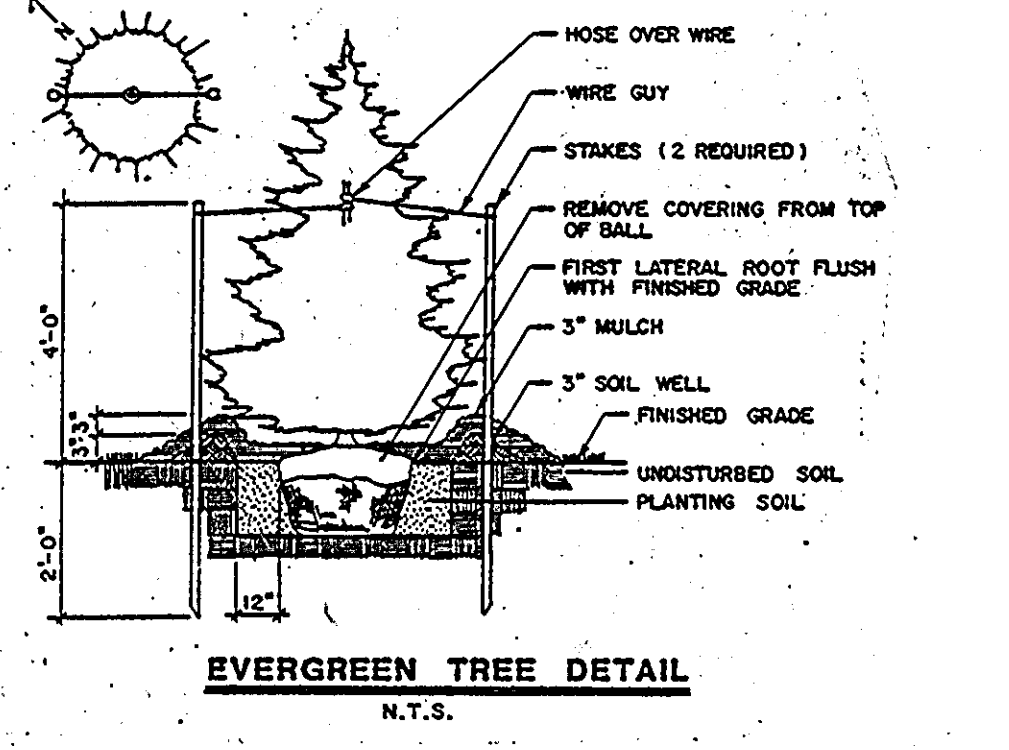 N
HOSE OVER WIRE
WIRE GUY
STAKES (2 REQUIRED)
REMOVE COVERING FROM TOP
OF BALL
FIRST LATERAL ROOT FLUSH
WITH FINISHED GRADE
3" MULCH
3" SOIL WELL
FINISHED GRADE
UNDISTURBED SOIL
PLANTING SOIL
4'-0"
3" 3"
2'-0"
12"
EVERGREEN TREE DETAIL
N.T.S.